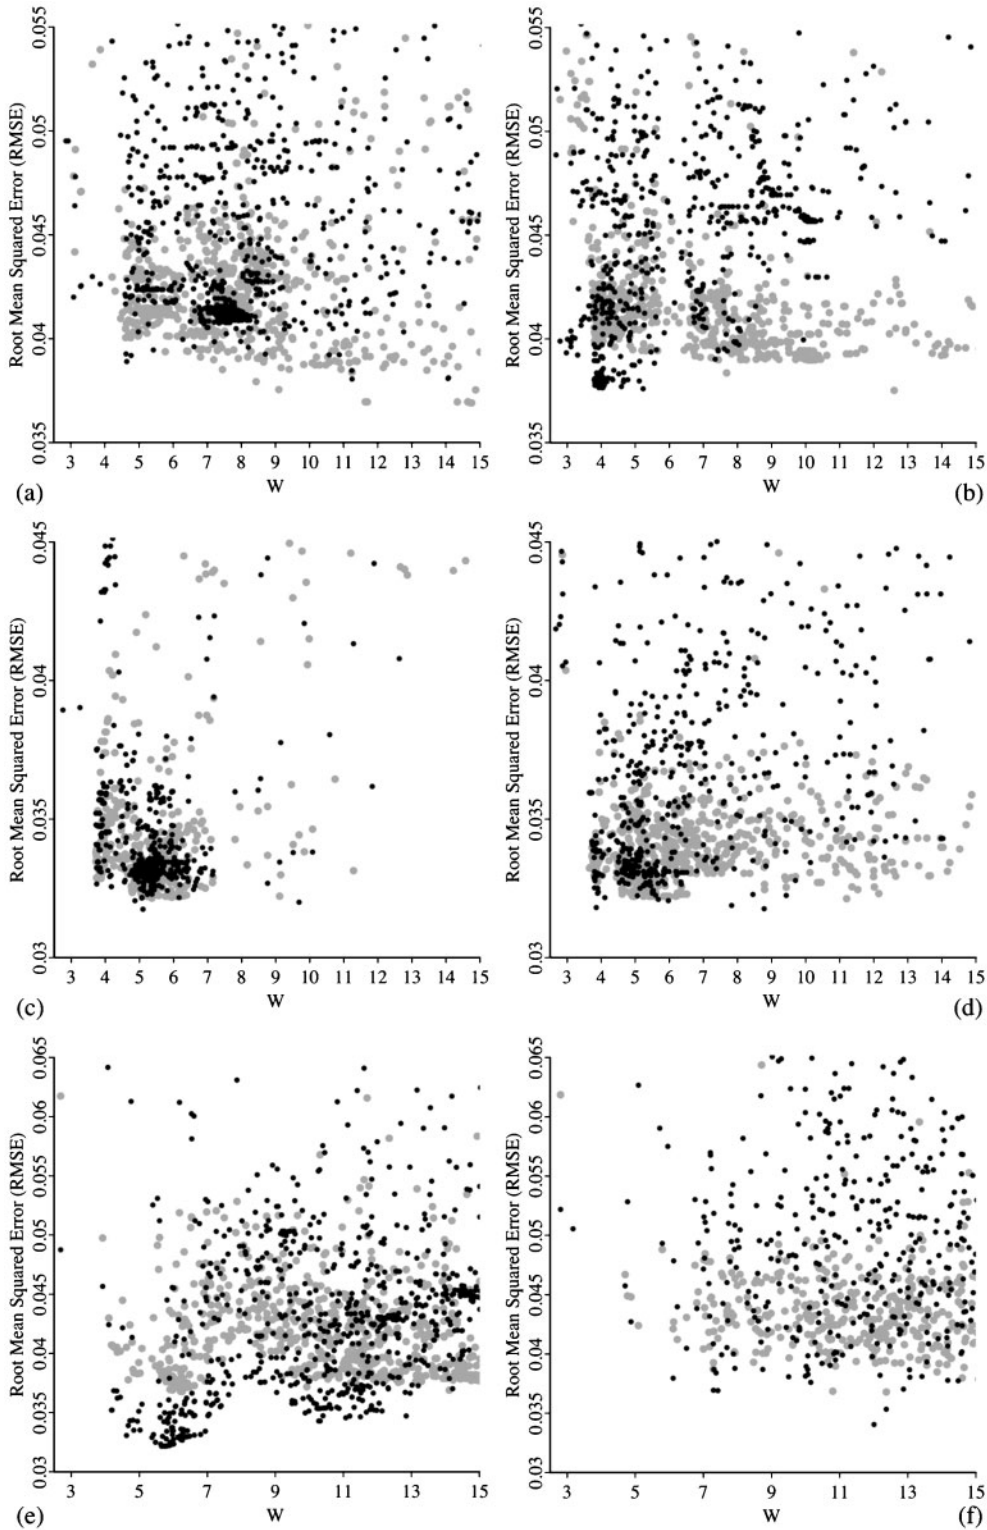 Root Mean Squared Error (RMSE)
0.035 0.04 0.045 0.05 0.055
3 4 5 6 7 8 9 10 11 12 13 14 15
W
(a)
Root Mean Squared Error (RMSE)
0.035 0.04 0.045 0.05 0.055
3 4 5 6 7 8 9 10 11 12 13 14 15
W
(b)
Root Mean Squared Error (RMSE)
0.03 0.035 0.04 0.045
3 4 5 6 7 8 9 10 11 12 13 14 15
W
(c)
Root Mean Squared Error (RMSE)
0.03 0.035 0.04 0.045
3 4 5 6 7 8 9 10 11 12 13 14 15
W
(d)
Root Mean Squared Error (RMSE)
0.03 0.035 0.04 0.045 0.05 0.055 0.06 0.065
3 5 7 9 11 13 15
W
(e)
Root Mean Squared Error (RMSE)
0.03 0.035 0.04 0.045 0.05 0.055 0.06 0.065
3 5 7 9 11 13 15
W
(f)